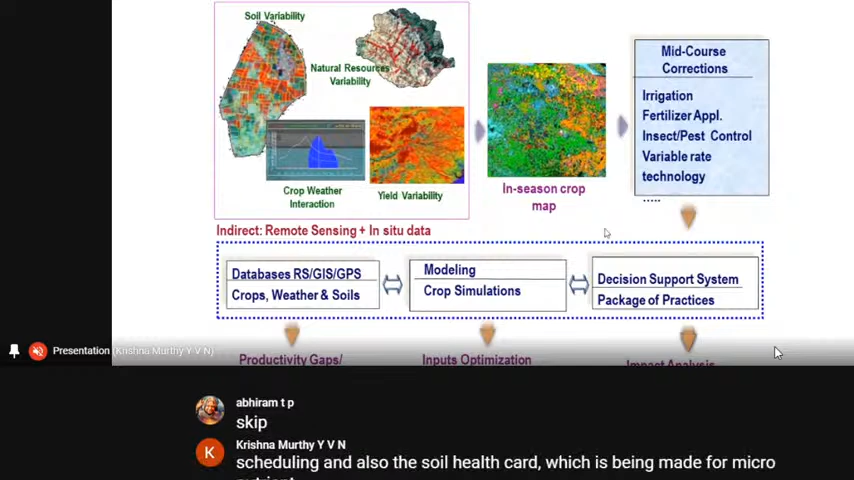 Soil Variability
Natural Resources
Variability
Crop Weather
Interaction
Yield Variability
In-season crop
map
Mid-Course
Corrections
Irrigation
Fertilizer Appl.
Insect/Pest Control
Variable rate
technology
.....
Indirect: Remote Sensing + In situ data
Databases RS/GIS/GPS
Crops, Weather & Soils
Modeling
Crop Simulations
Decision Support System
Package of Practices
Productivity Gaps/
Inputs Optimization
Impact Analysis
Presentation (Krishna Murthy Y V N)
abhiram t p
skip
K
Krishna Murthy Y V N
scheduling and also the soil health card, which is being made for micro